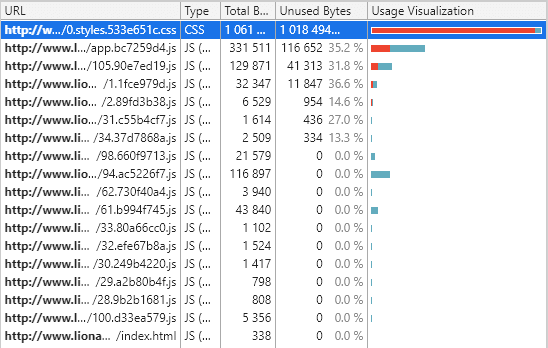 URL Type Total B... Unused Bytes Usage Visualization
http://w... /0.styles.533e651c.css CSS 1 061 ... 1 018 494...
http://www.l... /app.bc7259d4.js JS (... 331 511 116 652 35.2 %
http://www.l... /105.90e7ed19.js JS (... 129 871 41 313 31.8 %
http://www.lio... /1.1fce979d.js JS (... 32 347 11 847 36.6 %
http://www.lio... /2.89fd3b38.js JS (... 6 529 954 14.6 %
http://www.lio... /31.c55b4cf7.js JS (... 1 614 436 27.0 %
http://www.li... /34.37d7868a.js JS (... 2 509 334 13.3 %
http://www.li... /98.660f9713.js JS (... 21 579 0 0.0 %
http://www.lio... /94.ac5226f7.js JS (... 116 897 0 0.0 %
http://www.li... /62.730f40a4.js JS (... 3 940 0 0.0 %
http://www.li... /61.b994f745.js JS (... 43 840 0 0.0 %
http://www.li... /33.80a66cc0.js JS (... 1 102 0 0.0 %
http://www.lio... /32.efe67b8a.js JS (... 1 524 0 0.0 %
http://www.li... /30.249b4220.js JS (... 1 417 0 0.0 %
http://www.li... /29.a2b80b4f.js JS (... 798 0 0.0 %
http://www.li... /28.9b2b1681.js JS (... 808 0 0.0 %
http://www.l... /100.d33ea579.js JS (... 5 356 0 0.0 %
http://www.liona... /index.html JS (... 338 0 0.0 %